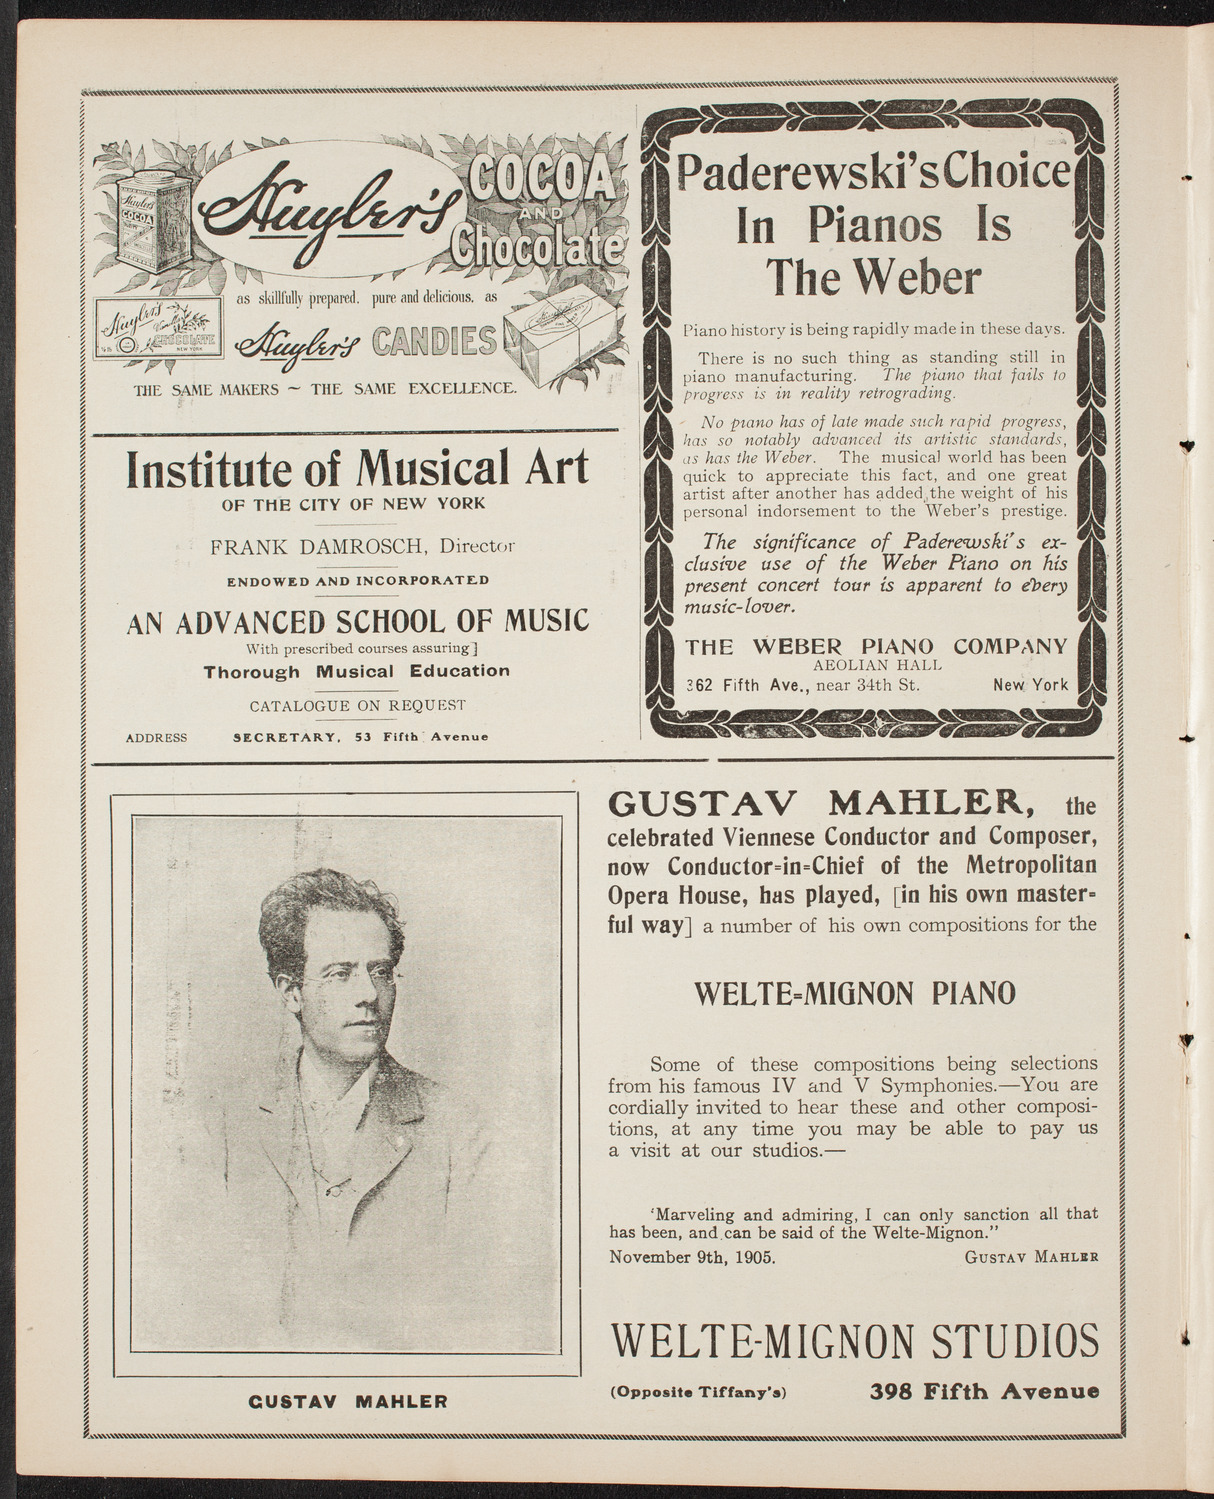 Huyler's
COCOA
AND
Chocolate
Huyler's
COCOA
NEW YORK
as skillfully prepared, pure and delicious, as
Huyler's
CHOCOLATE
NEW YORK
Huyler's CANDIES
THE SAME MAKERS ~ THE SAME EXCELLENCE.
Institute of Musical Art
OF THE CITY OF NEW YORK
FRANK DAMROSCH, Director
ENDOWED AND INCORPORATED
AN ADVANCED SCHOOL OF MUSIC
With prescribed courses assuring]
Thorough Musical Education
CATALOGUE ON REQUEST
ADDRESS SECRETARY, 53 Fifth Avenue
Paderewski's Choice
In Pianos Is
The Weber
Piano history is being rapidly made in these days.
There is no such thing as standing still in
piano manufacturing. The piano that fails to
progress is in reality retrograding.
No piano has of late made such rapid progress,
has so notably advanced its artistic standards,
as has the Weber. The musical world has been
quick to appreciate this fact, and one great
artist after another has added the weight of his
personal indorsement to the Weber's prestige.
The significance of Paderewski's ex-
clusive use of the Weber Piano on his
present concert tour is apparent to every
music-lover.
THE WEBER PIANO COMPANY
AEOLIAN HALL
362 Fifth Ave., near 34th St. New York
GUSTAV MAHLER
GUSTAV MAHLER, the
celebrated Viennese Conductor and Composer,
now Conductor=in=Chief of the Metropolitan
Opera House, has played, [in his own master=
ful way] a number of his own compositions for the
WELTE=MIGNON PIANO
Some of these compositions being selections
from his famous IV and V Symphonies.—You are
cordially invited to hear these and other composi-
tions, at any time you may be able to pay us
a visit at our studios.—
'Marveling and admiring, I can only sanction all that
has been, and can be said of the Welte-Mignon."
November 9th, 1905. GUSTAV MAHLER
WELTE-MIGNON STUDIOS
(Opposite Tiffany's) 398 Fifth Avenue